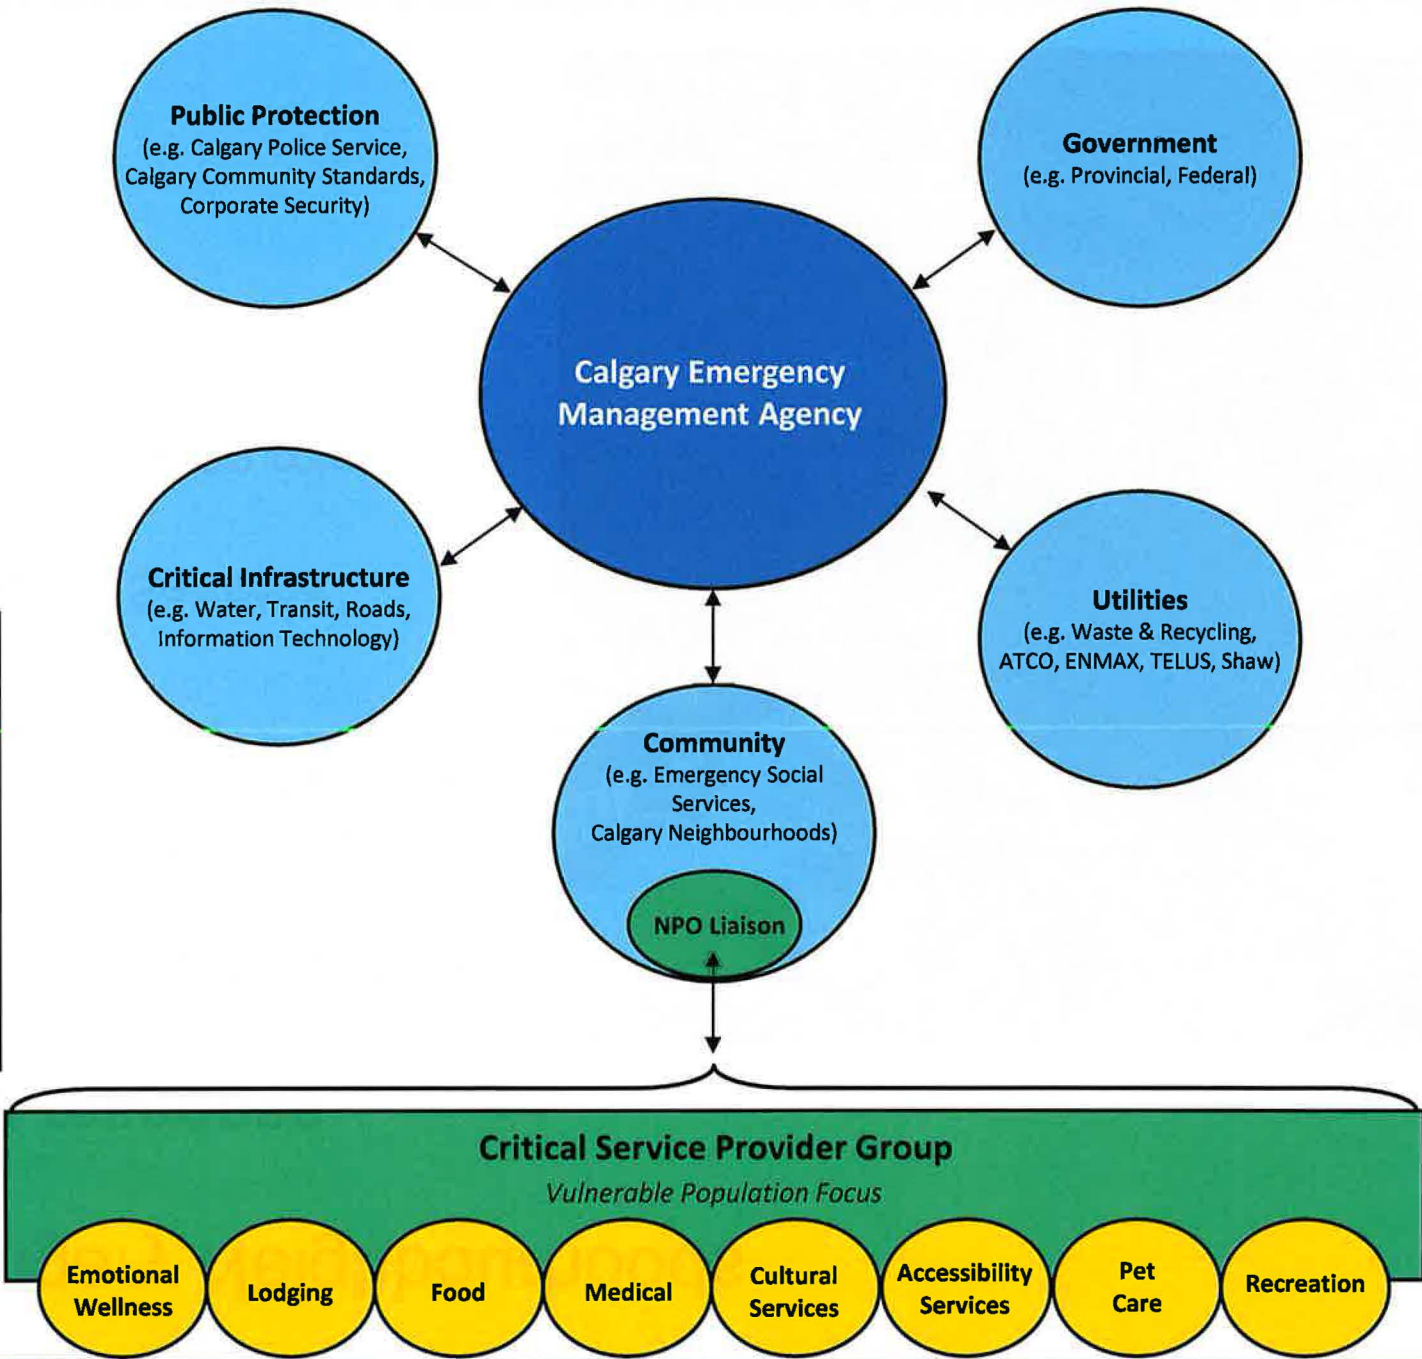 Public Protection
(e.g. Calgary Police Service,
Calgary Community Standards,
Corporate Security)
Government
(e.g. Provincial, Federal)
Calgary Emergency
Management Agency
Critical Infrastructure
(e.g. Water, Transit, Roads,
Information Technology)
Utilities
(e.g. Waste & Recycling,
ATCO, ENMAX, TELUS, Shaw)
Community
(e.g. Emergency Social
Services,
Calgary Neighbourhoods)
NPO Liaison
Critical Service Provider Group
Vulnerable Population Focus
Emotional
Wellness
Lodging
Food
Medical
Cultural
Services
Accessibility
Services
Pet
Care
Recreation